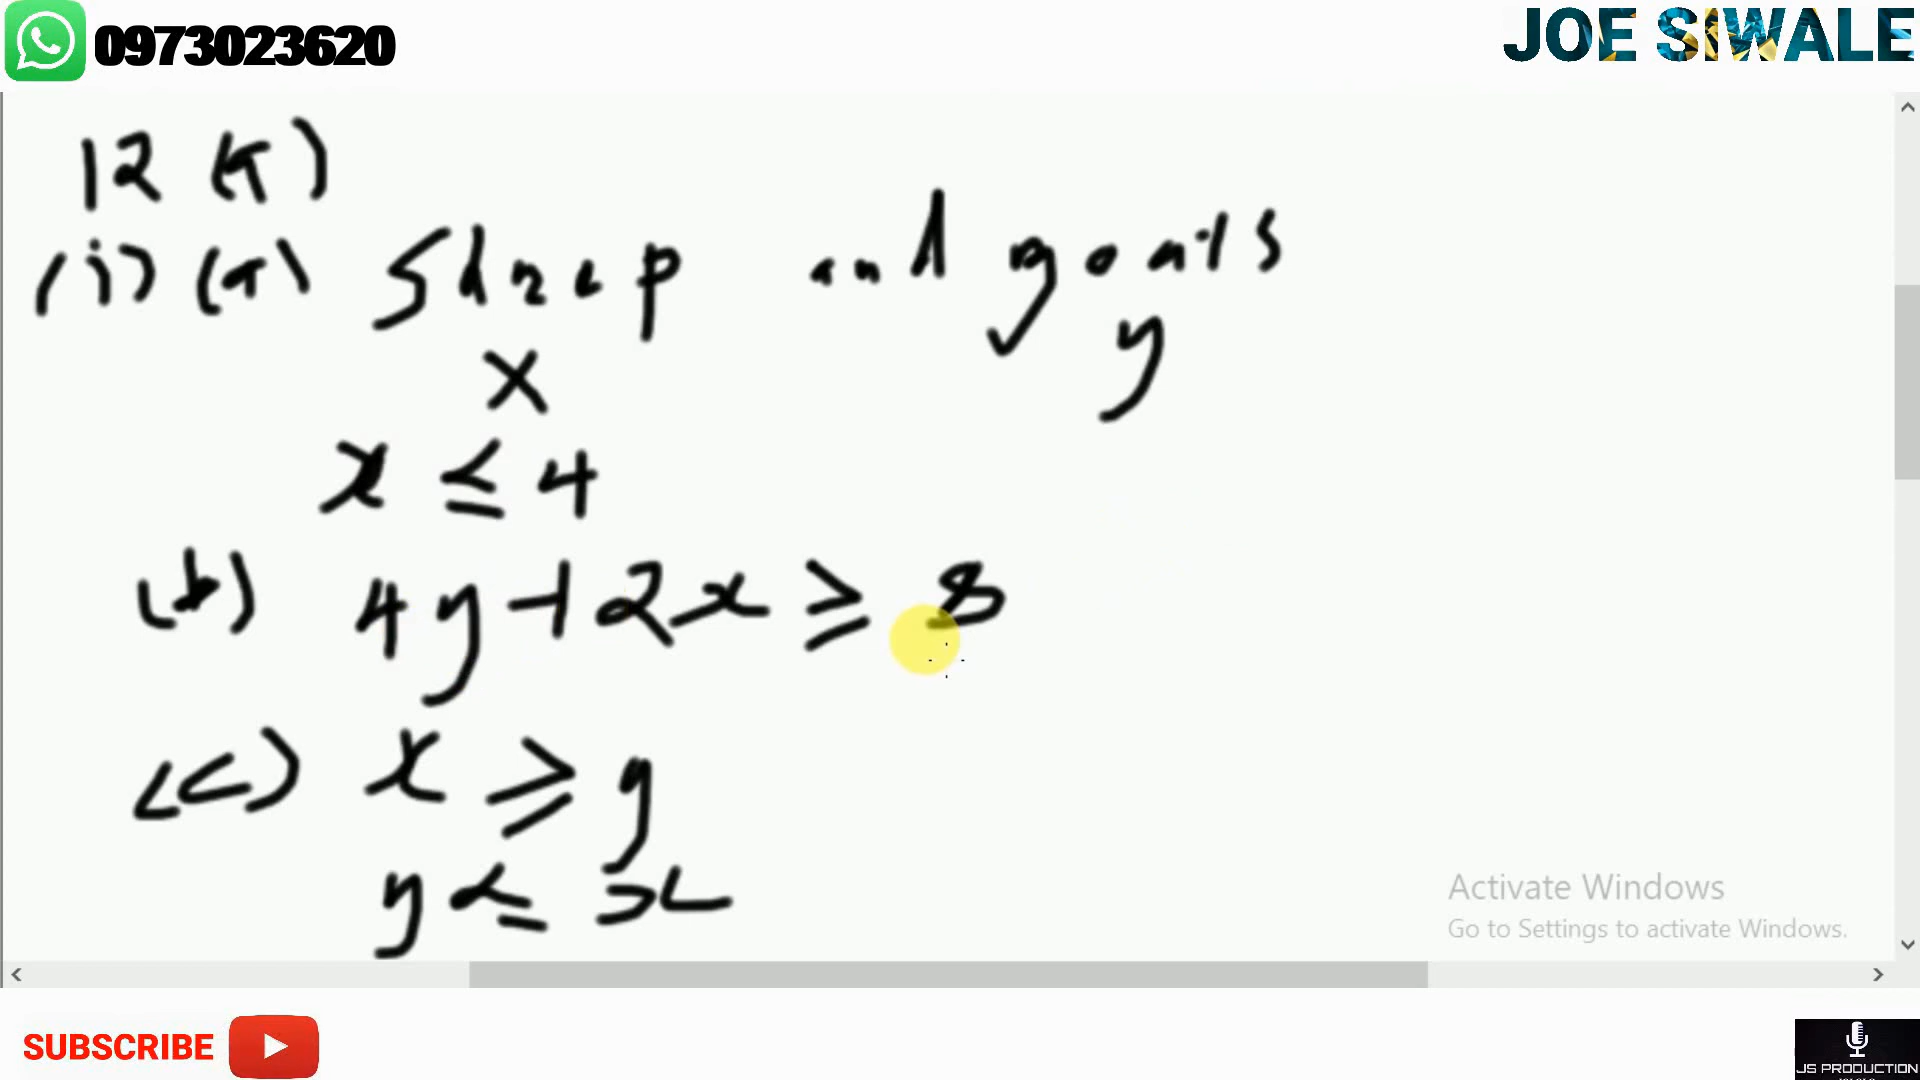 0973023620
JOE SIWALE
12 (a)
(i) (a) Sheep and goats
x y
x ≤ 4
(b) 4y + 2x ≥ 8
(c) x ≥ y
y ≤ x
Activate Windows
Go to Settings to activate Windows.
SUBSCRIBE
JS PRODUCTION